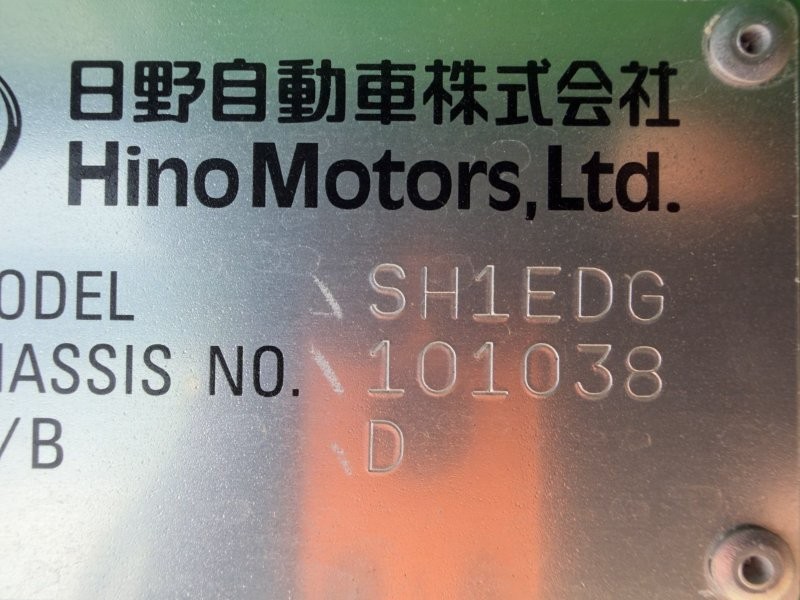 日野自動車株式会社
Hino Motors, Ltd.
ODEL SH1EDG
HASSIS NO. 101038
/B D